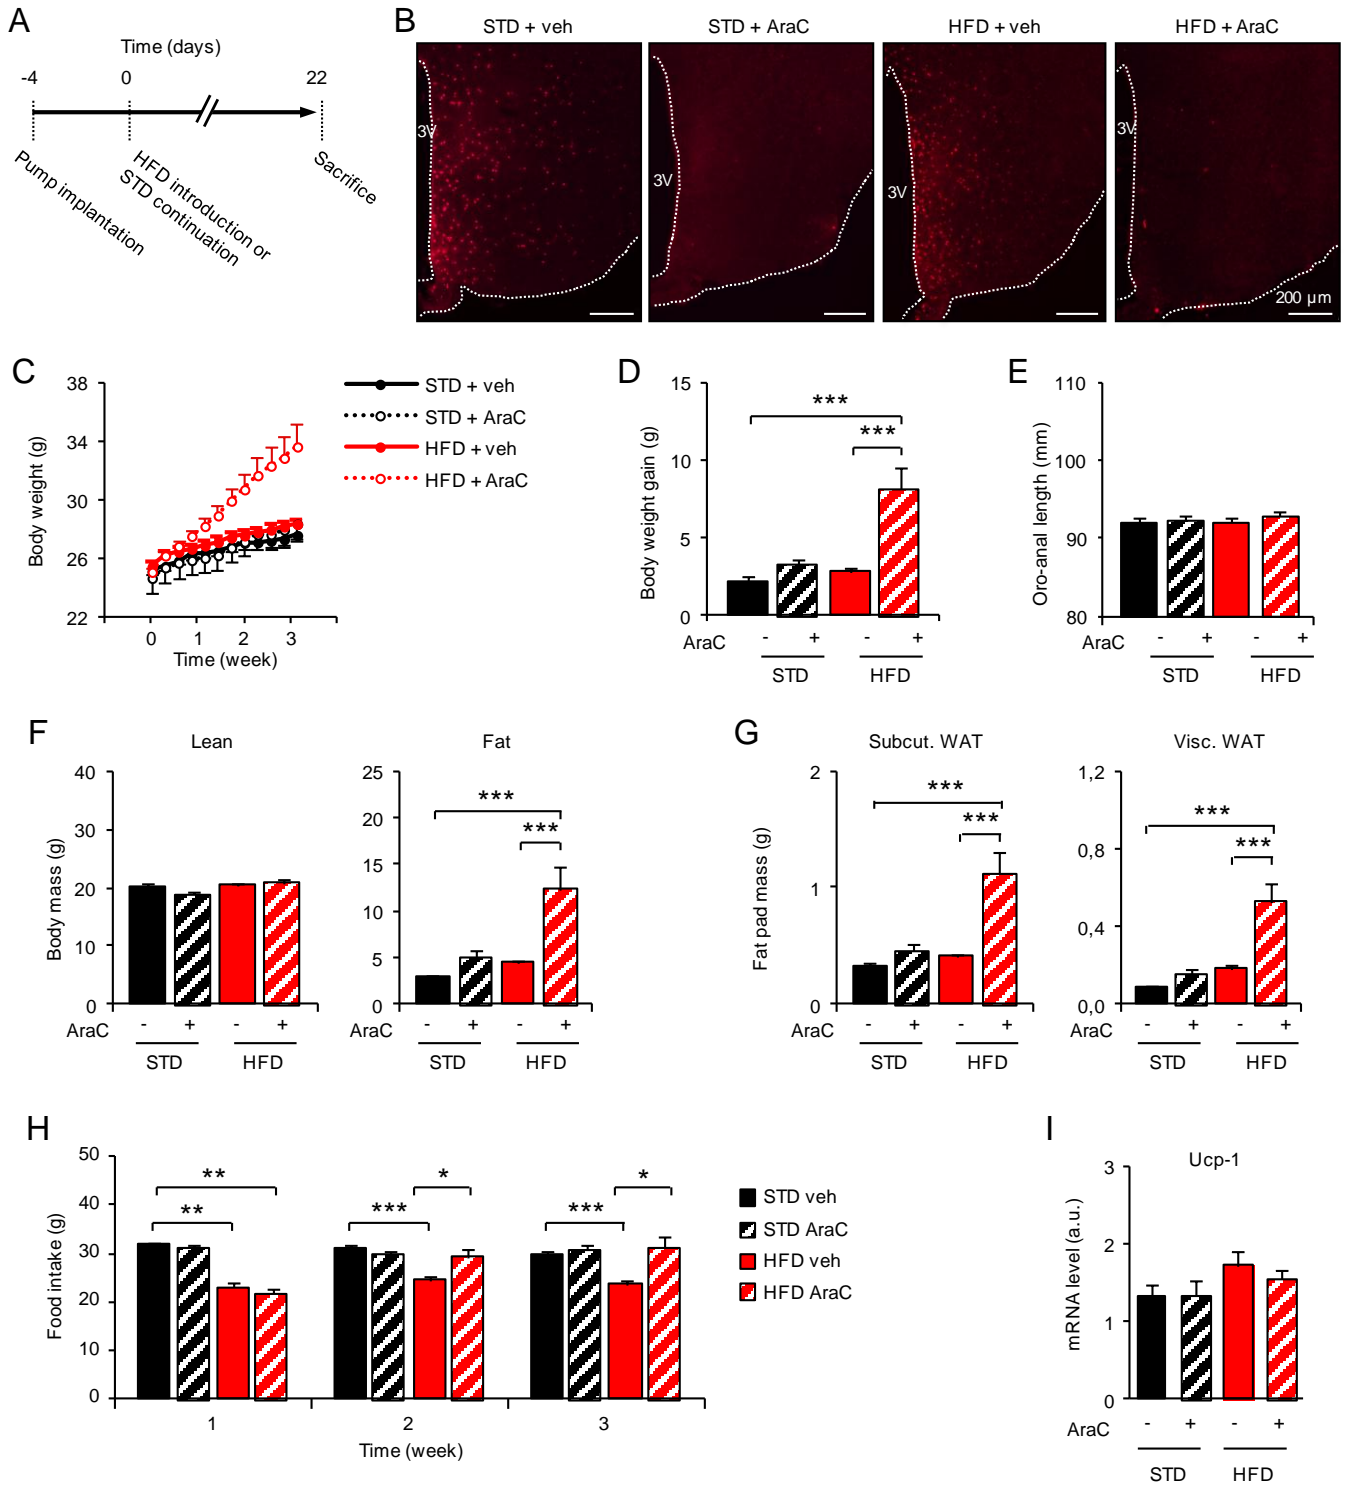 A
Time (days)
-4 0 22
Pump implantation
HFD introduction or
STD continuation
Sacrifice
B
STD + veh STD + AraC HFD + veh HFD + AraC
3V 3V 3V 3V
200 µm
C
Body weight (g)
38
34
30
26
22
0 1 2 3
Time (week)
STD + veh
STD + AraC
HFD + veh
HFD + AraC
D
Body weight gain (g)
15
10
5
0
***
***
AraC - + - +
STD HFD
E
Oro-anal length (mm)
110
100
90
80
AraC - + - +
STD HFD
F
Lean
Body mass (g)
40
30
20
10
0
AraC - + - +
STD HFD
Fat
25
20
15
10
5
0
***
***
- + - +
STD HFD
G
Subcut. WAT
Fat pad mass (g)
2
1
0
***
***
AraC - + - +
STD HFD
Visc. WAT
1,2
0,8
0,4
0,0
***
***
- + - +
STD HFD
H
Food intake (g)
50
40
30
20
10
0
** * *
** *** ***
1 2 3
Time (week)
STD veh
STD AraC
HFD veh
HFD AraC
I
Ucp-1
mRNA level (a.u.)
3
2
1
0
AraC - + - +
STD HFD